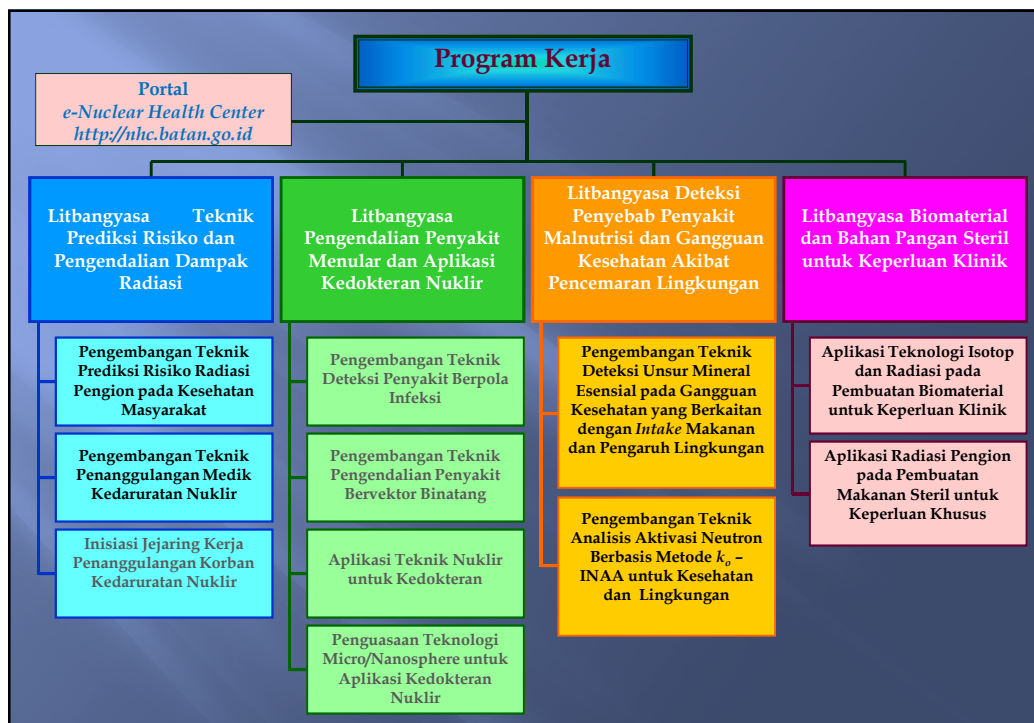 Program Kerja
Portal
e-Nuclear Health Center
http://nhc.batan.go.id
Litbangyasa Teknik
Prediksi Risiko dan
Pengendalian Dampak
Radiasi
Pengembangan Teknik
Prediksi Risiko Radiasi
Pengion pada Kesehatan
Masyarakat
Pengembangan Teknik
Penanggulangan Medik
Kedaruratan Nuklir
Inisiasi Jejaring Kerja
Penanggulangan Korban
Kedaruratan Nuklir
Litbangyasa
Pengendalian Penyakit
Menular dan Aplikasi
Kedokteran Nuklir
Pengembangan Teknik
Deteksi Penyakit Berpola
Infeksi
Pengembangan Teknik
Pengendalian Penyakit
Bervektor Binatang
Aplikasi Teknik Nuklir
untuk Kedokteran
Penguasaan Teknologi
Micro/Nanosphere untuk
Aplikasi Kedokteran
Nuklir
Litbangyasa Deteksi
Penyebab Penyakit
Malnutrisi dan Gangguan
Kesehatan Akibat
Pencemaran Lingkungan
Pengembangan Teknik
Deteksi Unsur Mineral
Esensial pada Gangguan
Kesehatan yang Berkaitan
dengan Intake Makanan
dan Pengaruh Lingkungan
Pengembangan Teknik
Analisis Aktivasi Neutron
Berbasis Metode k₀ –
INAA untuk Kesehatan
dan Lingkungan
Litbangyasa Biomaterial
dan Bahan Pangan Steril
untuk Keperluan Klinik
Aplikasi Teknologi Isotop
dan Radiasi pada
Pembuatan Biomaterial
untuk Keperluan Klinik
Aplikasi Radiasi Pengion
pada Pembuatan
Makanan Steril untuk
Keperluan Khusus